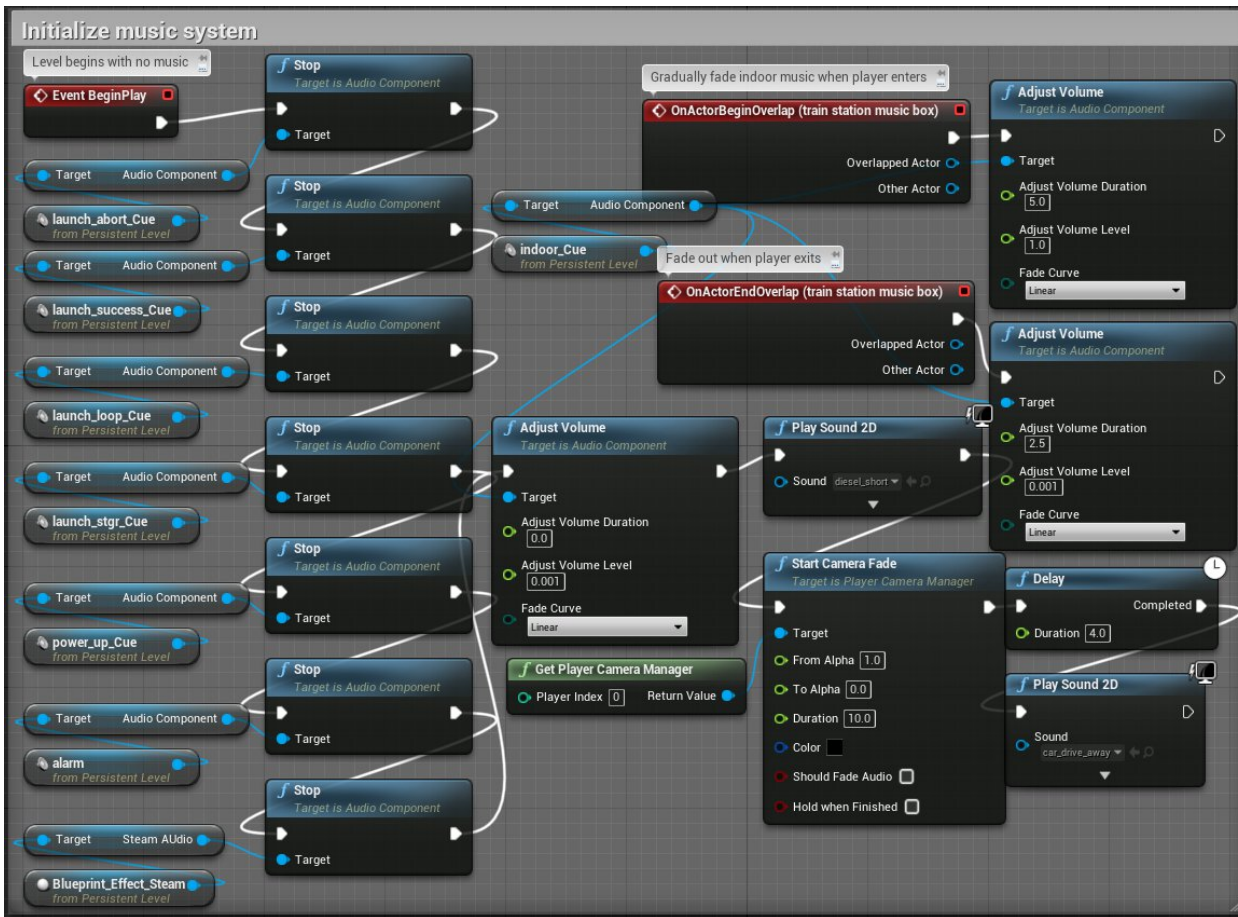 Initialize music system
Level begins with no music
Event BeginPlay
f Stop
Target is Audio Component
Target
Target Audio Component
launch_abort_Cue
from Persistent Level
f Stop
Target is Audio Component
Target
Target Audio Component
launch_success_Cue
from Persistent Level
f Stop
Target is Audio Component
Target
Target Audio Component
launch_loop_Cue
from Persistent Level
f Stop
Target is Audio Component
Target
Target Audio Component
launch_stgr_Cue
from Persistent Level
f Stop
Target is Audio Component
Target
Target Audio Component
power_up_Cue
from Persistent Level
f Stop
Target is Audio Component
Target
Target Audio Component
alarm
from Persistent Level
f Stop
Target is Audio Component
Target
Target Steam AUdio
Blueprint_Effect_Steam
from Persistent Level
Gradually fade indoor music when player enters
OnActorBeginOverlap (train station music box)
Overlapped Actor
Other Actor
Target Audio Component
indoor_Cue
from Persistent Level
Fade out when player exits
OnActorEndOverlap (train station music box)
Overlapped Actor
Other Actor
f Adjust Volume
Target is Audio Component
Target
Adjust Volume Duration
5.0
Adjust Volume Level
1.0
Fade Curve
Linear
f Adjust Volume
Target is Audio Component
Target
Adjust Volume Duration
2.5
Adjust Volume Level
0.001
Fade Curve
Linear
f Adjust Volume
Target is Audio Component
Target
Adjust Volume Duration
0.0
Adjust Volume Level
0.001
Fade Curve
Linear
f Play Sound 2D
Sound diesel_short
f Get Player Camera Manager
Player Index 0 Return Value
f Start Camera Fade
Target is Player Camera Manager
Target
From Alpha 1.0
To Alpha 0.0
Duration 10.0
Color
Should Fade Audio
Hold when Finished
f Delay
Completed
Duration 4.0
f Play Sound 2D
Sound
car_drive_away